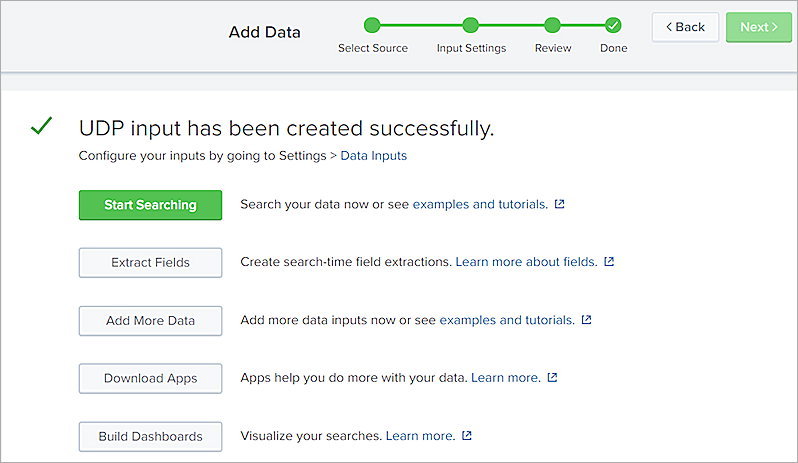 Add Data
Select Source
Input Settings
Review
Done
< Back
Next >
UDP input has been created successfully.
Configure your inputs by going to Settings > Data Inputs
Start Searching
Search your data now or see examples and tutorials.
Extract Fields
Create search-time field extractions. Learn more about fields.
Add More Data
Add more data inputs now or see examples and tutorials.
Download Apps
Apps help you do more with your data. Learn more.
Build Dashboards
Visualize your searches. Learn more.